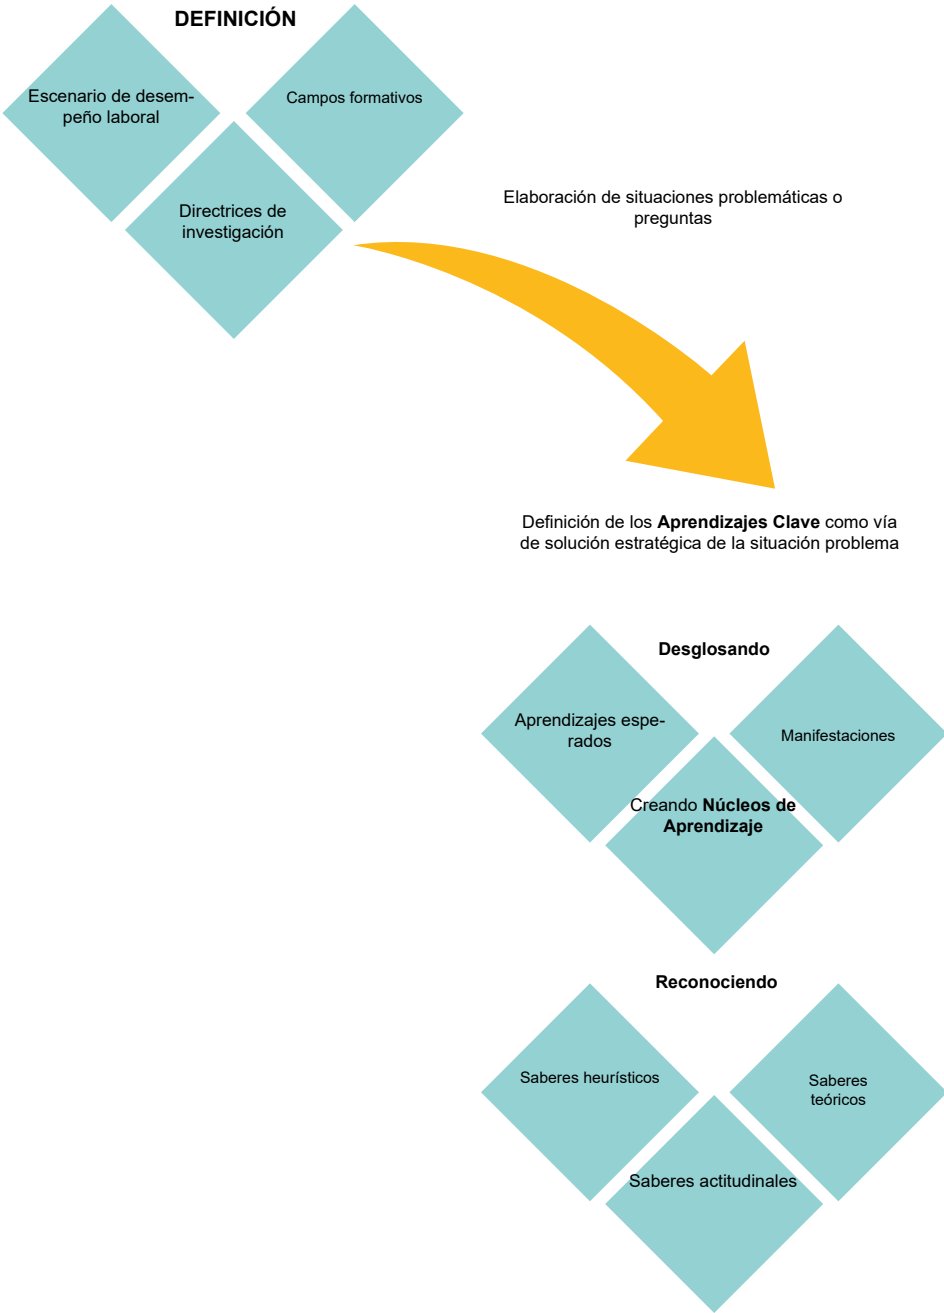 DEFINICIÓN
Escenario de desem-
peño laboral
Campos formativos
Directrices de
investigación
Elaboración de situaciones problemáticas o
preguntas
Definición de los Aprendizajes Clave como vía
de solución estratégica de la situación problema
Desglosando
Aprendizajes espe-
rados
Manifestaciones
Creando Núcleos de
Aprendizaje
Reconociendo
Saberes heurísticos
Saberes
teóricos
Saberes actitudinales